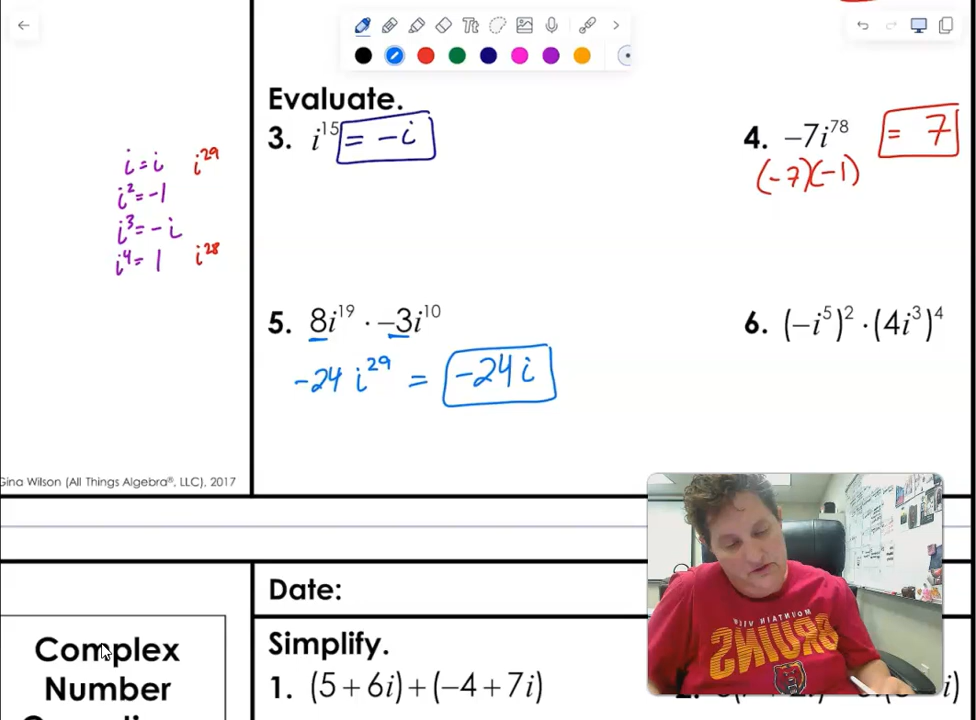 Tt
Evaluate.
3. i¹⁵ = -i
4. −7i⁷⁸ = 7
(-7)(-1)
i = i i²⁹
i² = -1
i³ = -i
i⁴ = 1 i²⁸
5. 8i¹⁹ · −3i¹⁰
-24 i²⁹ = -24i
6. (−i⁵)² · (4i³)⁴
Gina Wilson (All Things Algebra®, LLC), 2017
Date:
Complex
Number
Simplify.
1. (5 + 6i) + (−4 + 7i)
MOUNTAIN VIEW
BRUINS